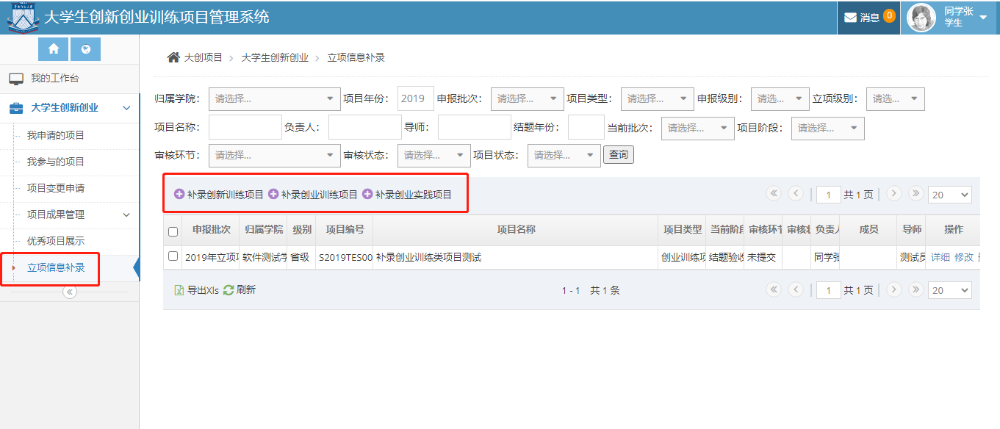 大学生创新创业训练项目管理系统
消息 0
同学张
学生
大创项目 > 大学生创新创业 > 立项信息补录
我的工作台
大学生创新创业
我申请的项目
我参与的项目
项目变更申请
项目成果管理
优秀项目展示
立项信息补录
归属学院: 请选择... 项目年份: 2019 申报批次: 请选择... 项目类型: 请选择... 申报级别: 请选... 立项级别: 请选...
项目名称: 负责人: 导师: 结题年份: 当前批次: 请选择... 项目阶段: 请选择...
审核环节: 请选择... 审核状态: 请选择... 项目状态: 请选择... 查询
补录创新训练项目 补录创业训练项目 补录创业实践项目 1 共 1 页 20
申报批次 归属学院 级别 项目编号 项目名称 项目类型 当前阶段 审核环节 审核状 负责人 成员 导师 操作
2019年立项项 软件测试学 省级 S2019TES00 补录创业训练类项目测试 创业训练项 结题验收 未提交 同学张 测试员 详细 修改
导出Xls 刷新 1 - 1 共 1 条 1 共 1 页 20